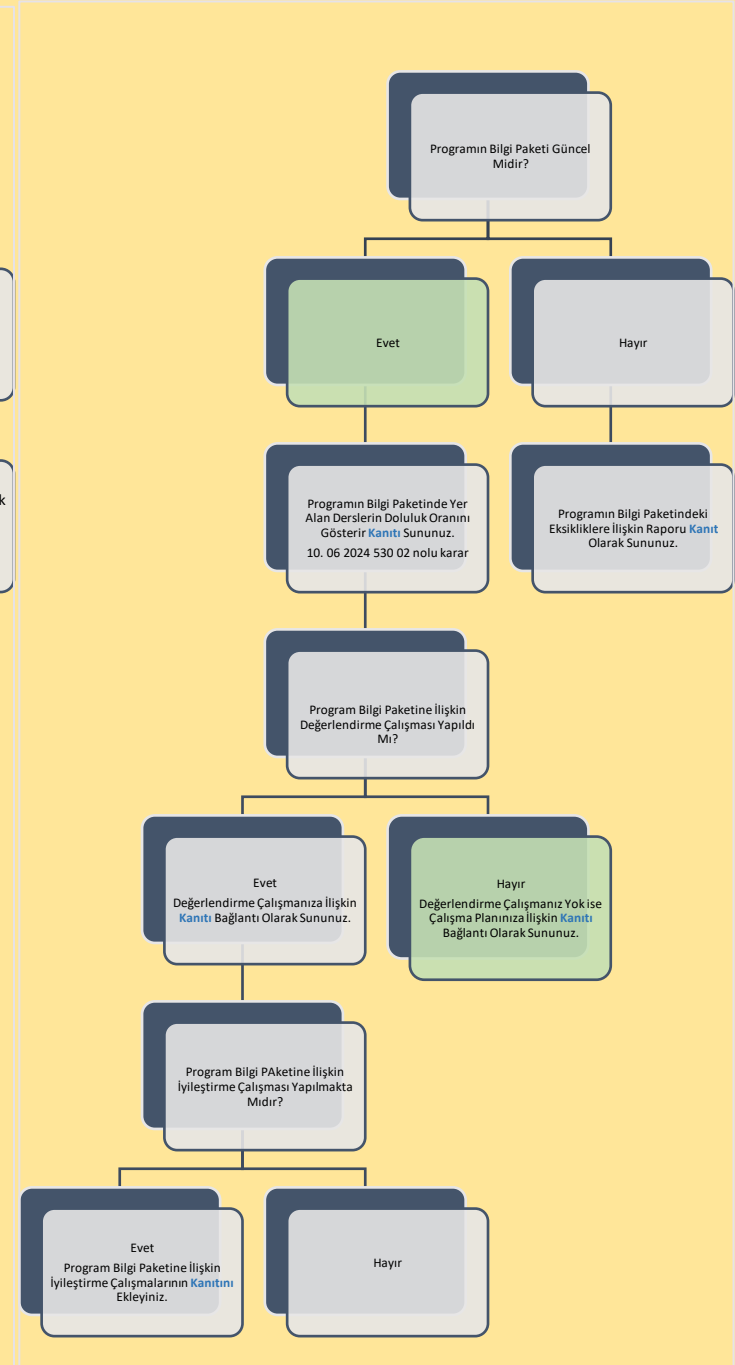 Programın Bilgi Paketi Güncel
Midir?
Evet
Hayır
Programın Bilgi Paketinde Yer
Alan Derslerin Doluluk Oranını
Gösterir Kanıtı Sununuz.
10. 06 2024 530 02 nolu karar
Programın Bilgi Paketindeki
Eksikliklere İlişkin Raporu Kanıt
Olarak Sununuz.
k
Program Bilgi Paketine İlişkin
Değerlendirme Çalışması Yapıldı
Mı?
Evet
Değerlendirme Çalışmanıza İlişkin
Kanıtı Bağlantı Olarak Sununuz.
Hayır
Değerlendirme Çalışmanız Yok ise
Çalışma Planınıza İlişkin Kanıtı
Bağlantı Olarak Sununuz.
Program Bilgi PAketine İlişkin
İyileştirme Çalışması Yapılmakta
Mıdır?
Evet
Program Bilgi Paketine İlişkin
İyileştirme Çalışmalarının Kanıtını
Ekleyiniz.
Hayır